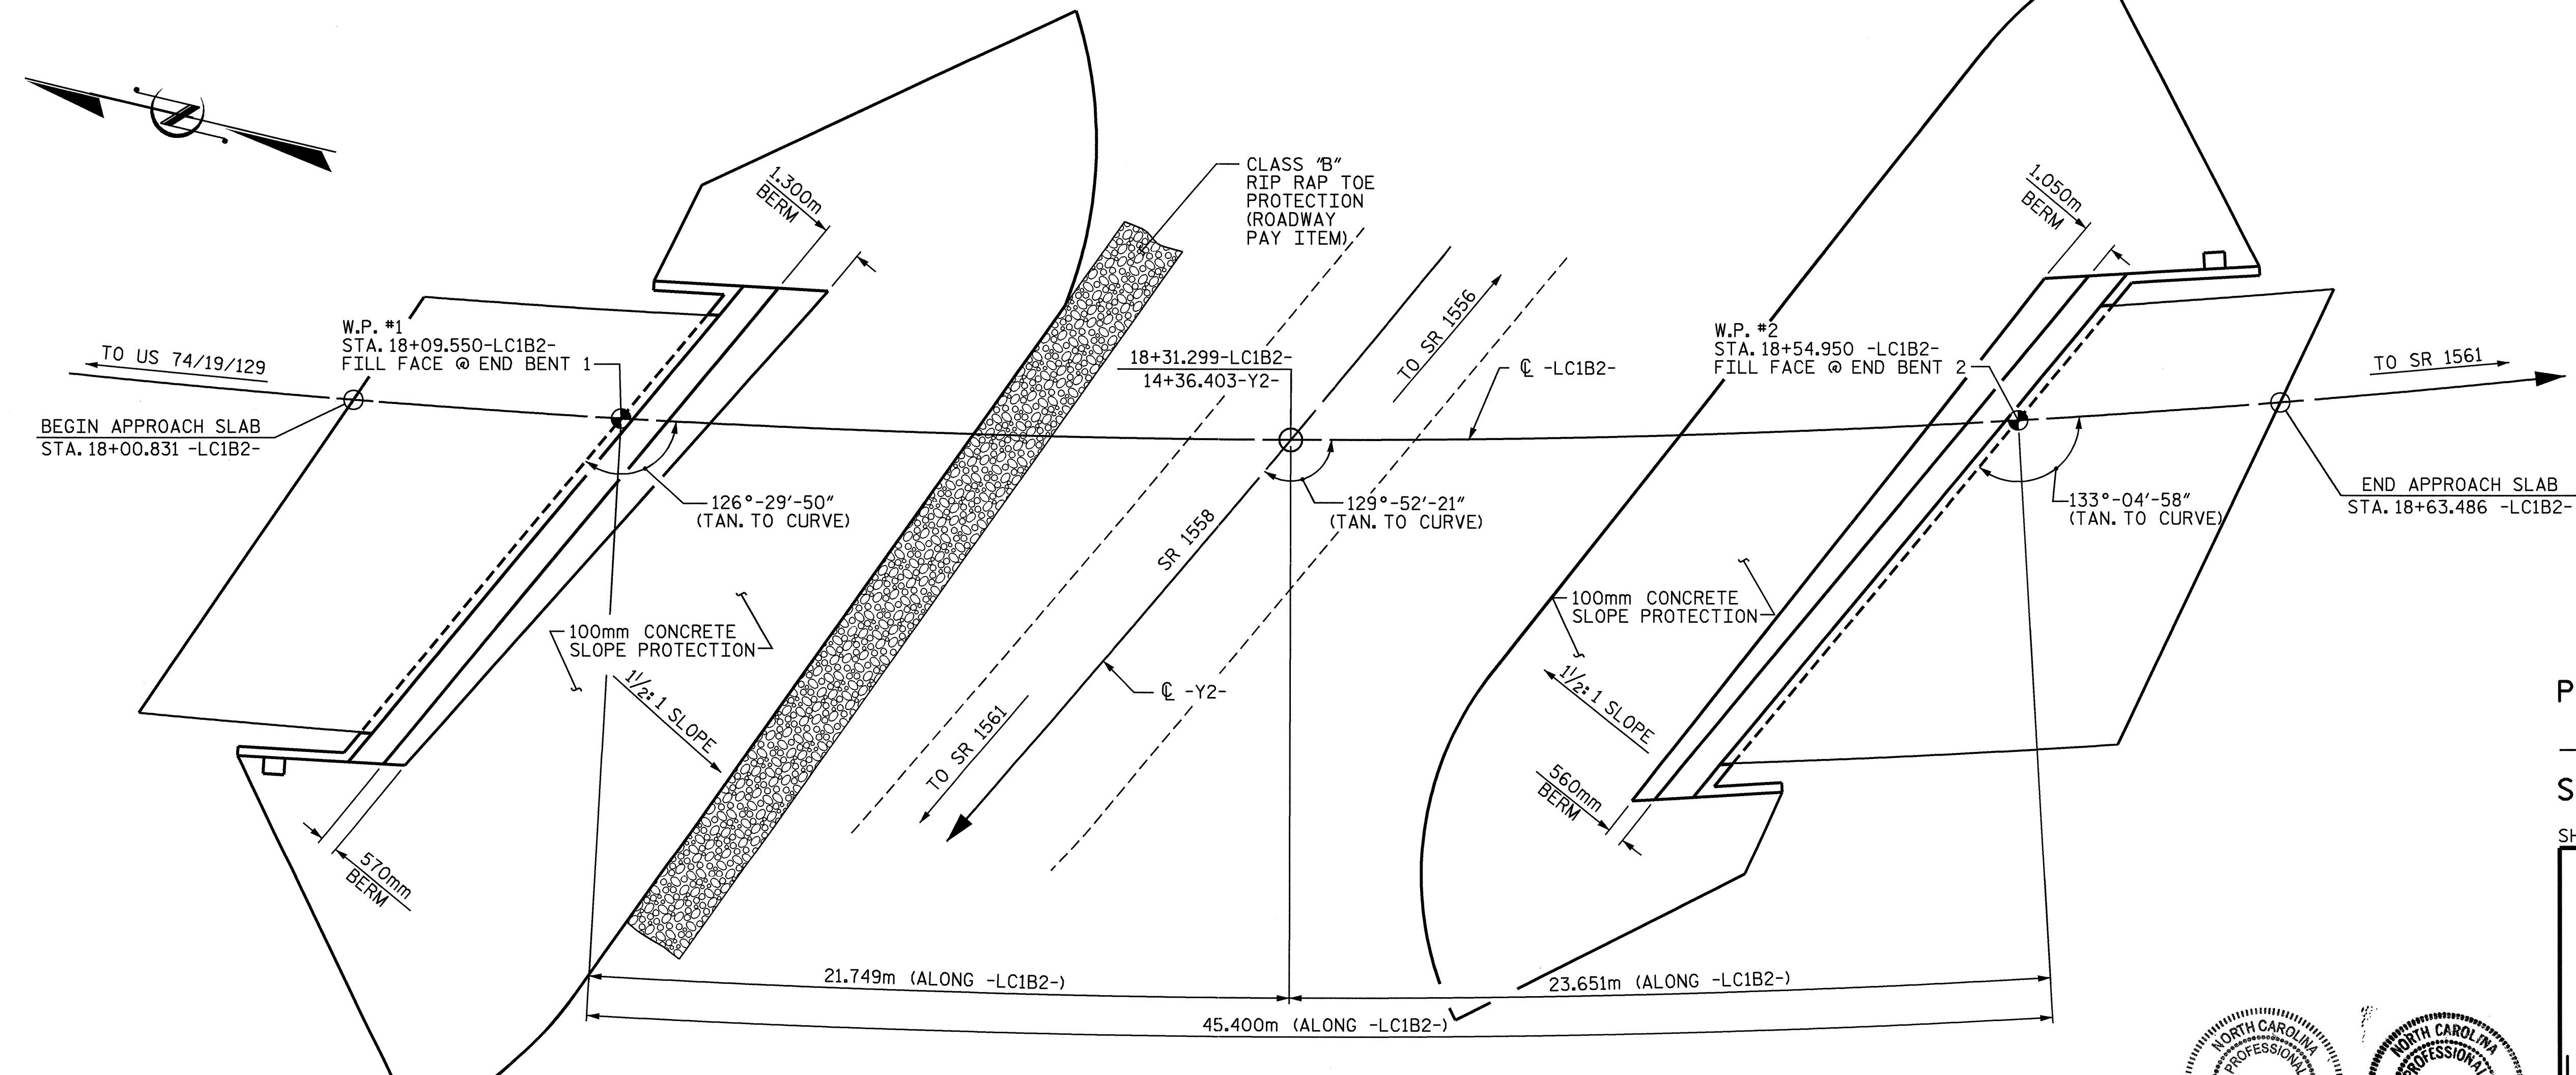 1.300m
BERM
CLASS "B"
RIP RAP TOE
PROTECTION
(ROADWAY
PAY ITEM)
1.050m
BERM
TO SR 1556
W.P. #1
STA. 18+09.550-LC1B2-
FILL FACE @ END BENT 1
TO US 74/19/129
BEGIN APPROACH SLAB
STA. 18+00.831 -LC1B2-
18+31.299-LC1B2-
14+36.403-Y2-
℄ -LC1B2-
W.P. #2
STA. 18+54.950 -LC1B2-
FILL FACE @ END BENT 2
TO SR 1561
END APPROACH SLAB
STA. 18+63.486 -LC1B2-
126°-29'-50"
(TAN. TO CURVE)
129°-52'-21"
(TAN. TO CURVE)
133°-04'-58"
(TAN. TO CURVE)
SR 1558
100mm CONCRETE
SLOPE PROTECTION
1½:1 SLOPE
℄ -Y2-
TO SR 1561
100mm CONCRETE
SLOPE PROTECTION
1½:1 SLOPE
560mm
BERM
570mm
BERM
21.749m (ALONG -LC1B2-)
23.651m (ALONG -LC1B2-)
45.400m (ALONG -LC1B2-)
P
S
SH
NORTH CAROLINA
PROFESSIONAL
NORTH CAROLINA
PROFESSIONAL